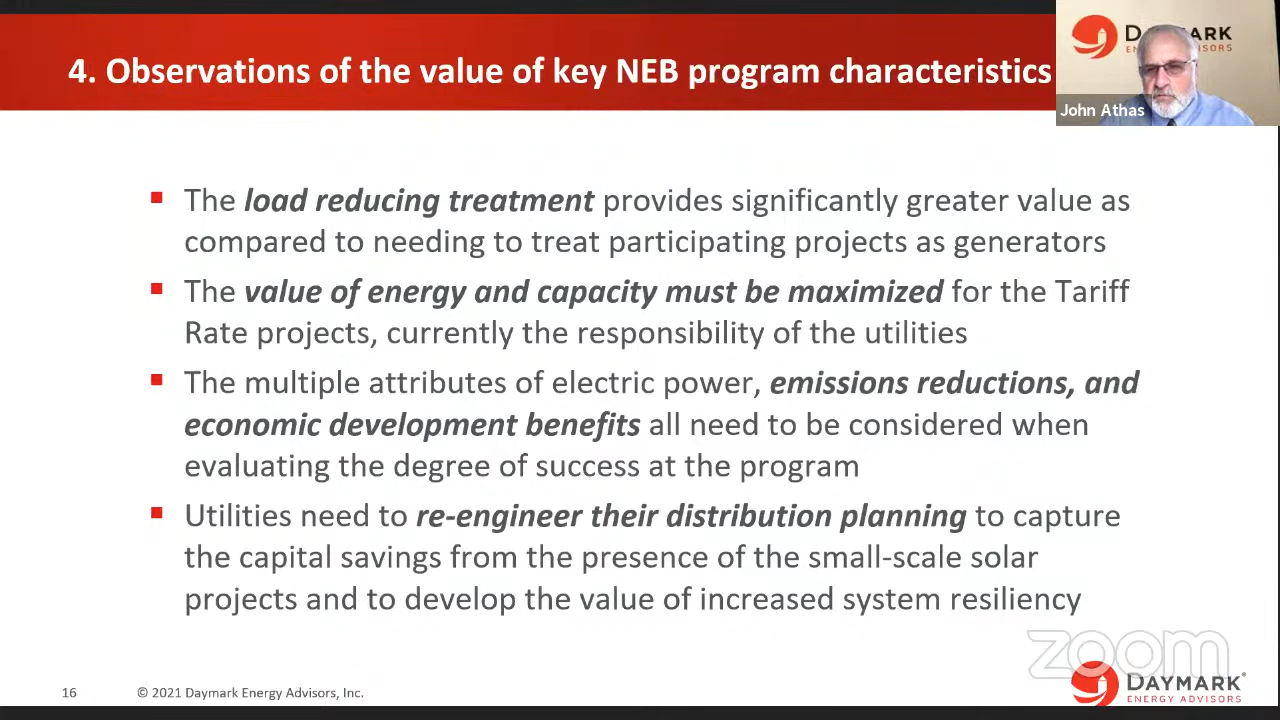 4. Observations of the value of key NEB program characteristics
DAYMARK
ENERGY ADVISORS
John Athas
The load reducing treatment provides significantly greater value as
compared to needing to treat participating projects as generators
The value of energy and capacity must be maximized for the Tariff
Rate projects, currently the responsibility of the utilities
The multiple attributes of electric power, emissions reductions, and
economic development benefits all need to be considered when
evaluating the degree of success at the program
Utilities need to re-engineer their distribution planning to capture
the capital savings from the presence of the small-scale solar
projects and to develop the value of increased system resiliency
zoom
16
© 2021 Daymark Energy Advisors, Inc.
DAYMARK®
ENERGY ADVISORS